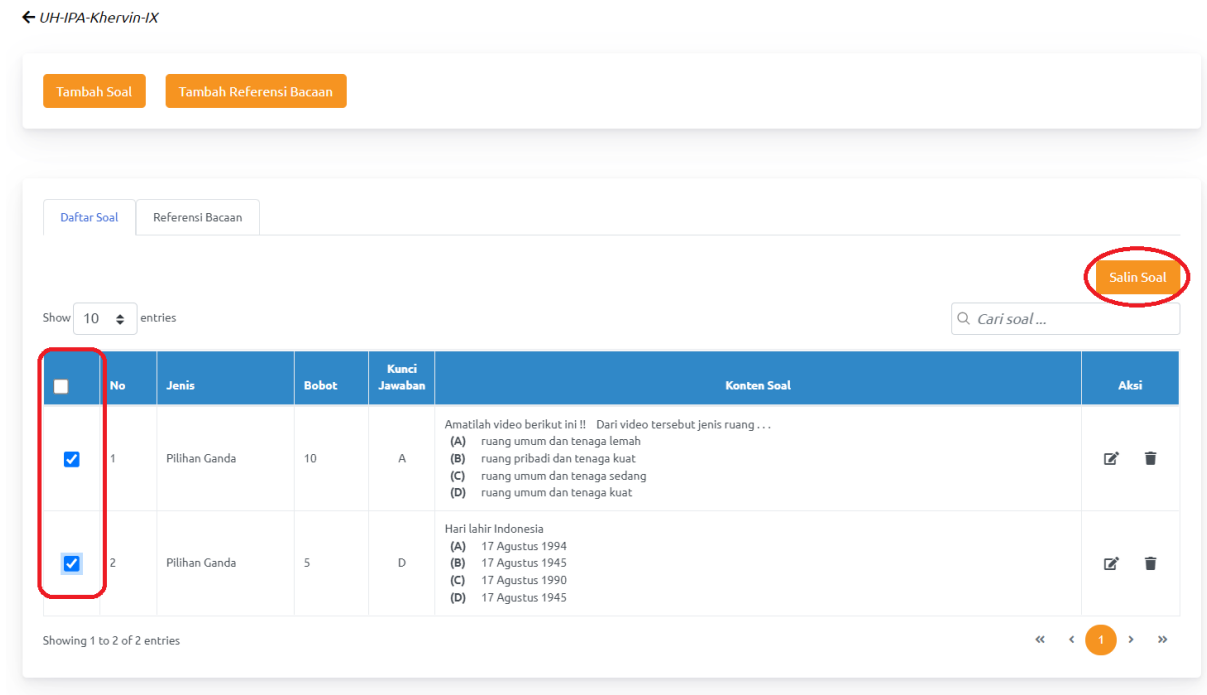 UH-IPA-Khervin-IX
Tambah Soal Tambah Referensi Bacaan
Daftar Soal Referensi Bacaan
Salin Soal
Show 10 entries
Cari soal ...
No Jenis Bobot Kunci Jawaban Konten Soal Aksi
1 Pilihan Ganda 10 A
Amatilah video berikut ini !! Dari video tersebut jenis ruang . . .
(A) ruang umum dan tenaga lemah
(B) ruang pribadi dan tenaga kuat
(C) ruang umum dan tenaga sedang
(D) ruang umum dan tenaga kuat
2 Pilihan Ganda 5 D
Hari lahir Indonesia
(A) 17 Agustus 1994
(B) 17 Agustus 1945
(C) 17 Agustus 1990
(D) 17 Agustus 1945
Showing 1 to 2 of 2 entries
« ‹ 1 › »